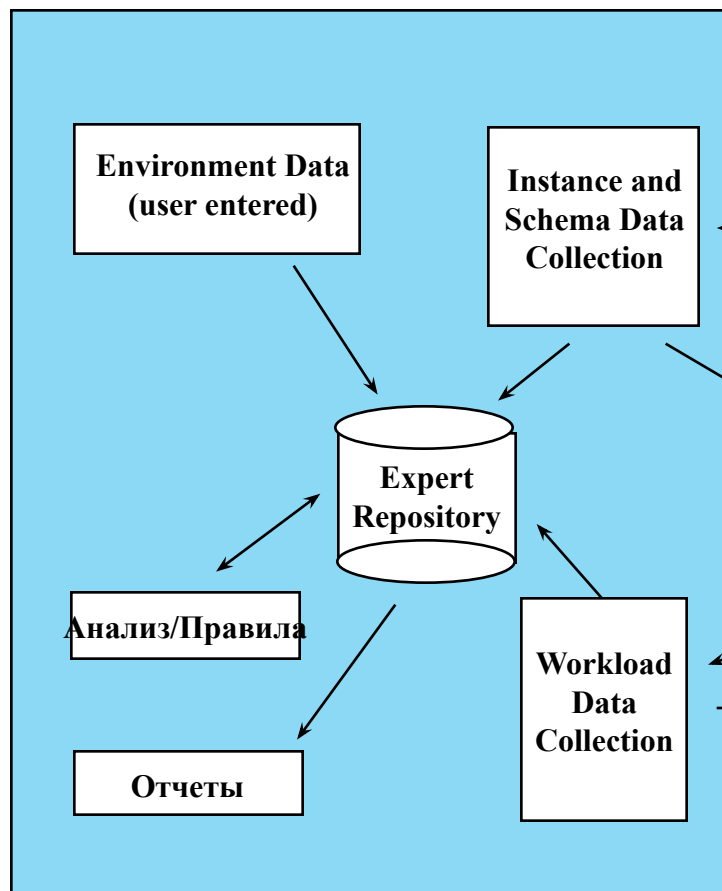 Environment Data
(user entered)
Instance and
Schema Data
Collection
Expert
Repository
Анализ/Правила
Workload
Data
Collection
Отчеты